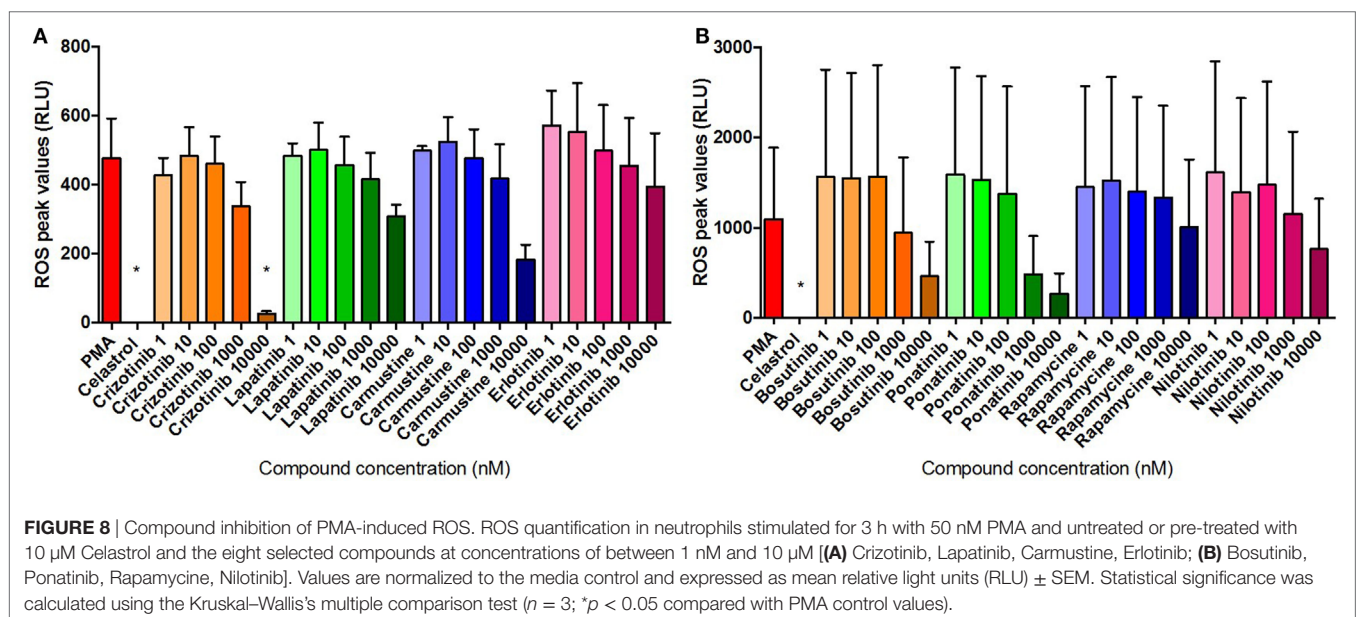 A
800
600
400
200
0
ROS peak values (RLU)
*
*
PMA
Celastrol
Crizotinib 1
Crizotinib 10
Crizotinib 100
Crizotinib 1000
Crizotinib 10000
Lapatinib 1
Lapatinib 10
Lapatinib 100
Lapatinib 1000
Lapatinib 10000
Carmustine 1
Carmustine 10
Carmustine 100
Carmustine 1000
Carmustine 10000
Erlotinib 1
Erlotinib 10
Erlotinib 100
Erlotinib 1000
Erlotinib 10000
Compound concentration (nM)
B
3000
2000
1000
0
ROS peak values (RLU)
*
PMA
Celastrol
Bosutinib 1
Bosutinib 10
Bosutinib 100
Bosutinib 1000
Bosutinib 10000
Ponatinib 1
Ponatinib 10
Ponatinib 100
Ponatinib 1000
Ponatinib 10000
Rapamycine 1
Rapamycine 10
Rapamycine 100
Rapamycine 1000
Rapamycine 10000
Nilotinib 1
Nilotinib 10
Nilotinib 100
Nilotinib 1000
Nilotinib 10000
Compound concentration (nM)
FIGURE 8 | Compound inhibition of PMA-induced ROS. ROS quantification in neutrophils stimulated for 3 h with 50 nM PMA and untreated or pre-treated with
10 µM Celastrol and the eight selected compounds at concentrations of between 1 nM and 10 µM [(A) Crizotinib, Lapatinib, Carmustine, Erlotinib; (B) Bosutinib,
Ponatinib, Rapamycine, Nilotinib]. Values are normalized to the media control and expressed as mean relative light units (RLU) ± SEM. Statistical significance was
calculated using the Kruskal–Wallis's multiple comparison test (n = 3; *p < 0.05 compared with PMA control values).